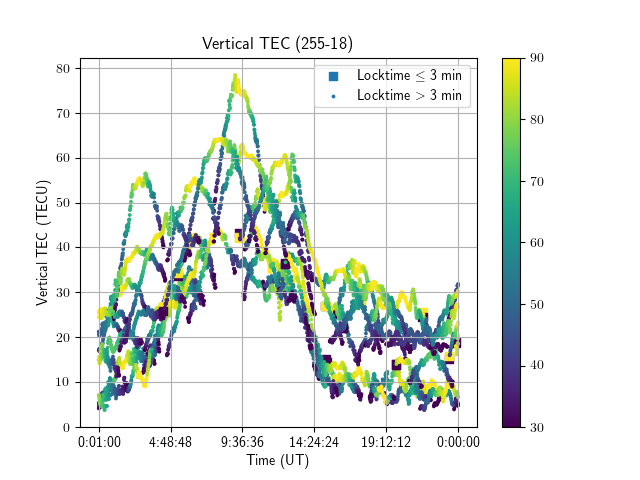 Vertical TEC (255-18)
Locktime ≤ 3 min
Locktime > 3 min
Vertical TEC (TECU)
80
70
60
50
40
30
20
10
0
0:01:00 4:48:48 9:36:36 14:24:24 19:12:12 0:00:00
Time (UT)
90
80
70
60
50
40
30